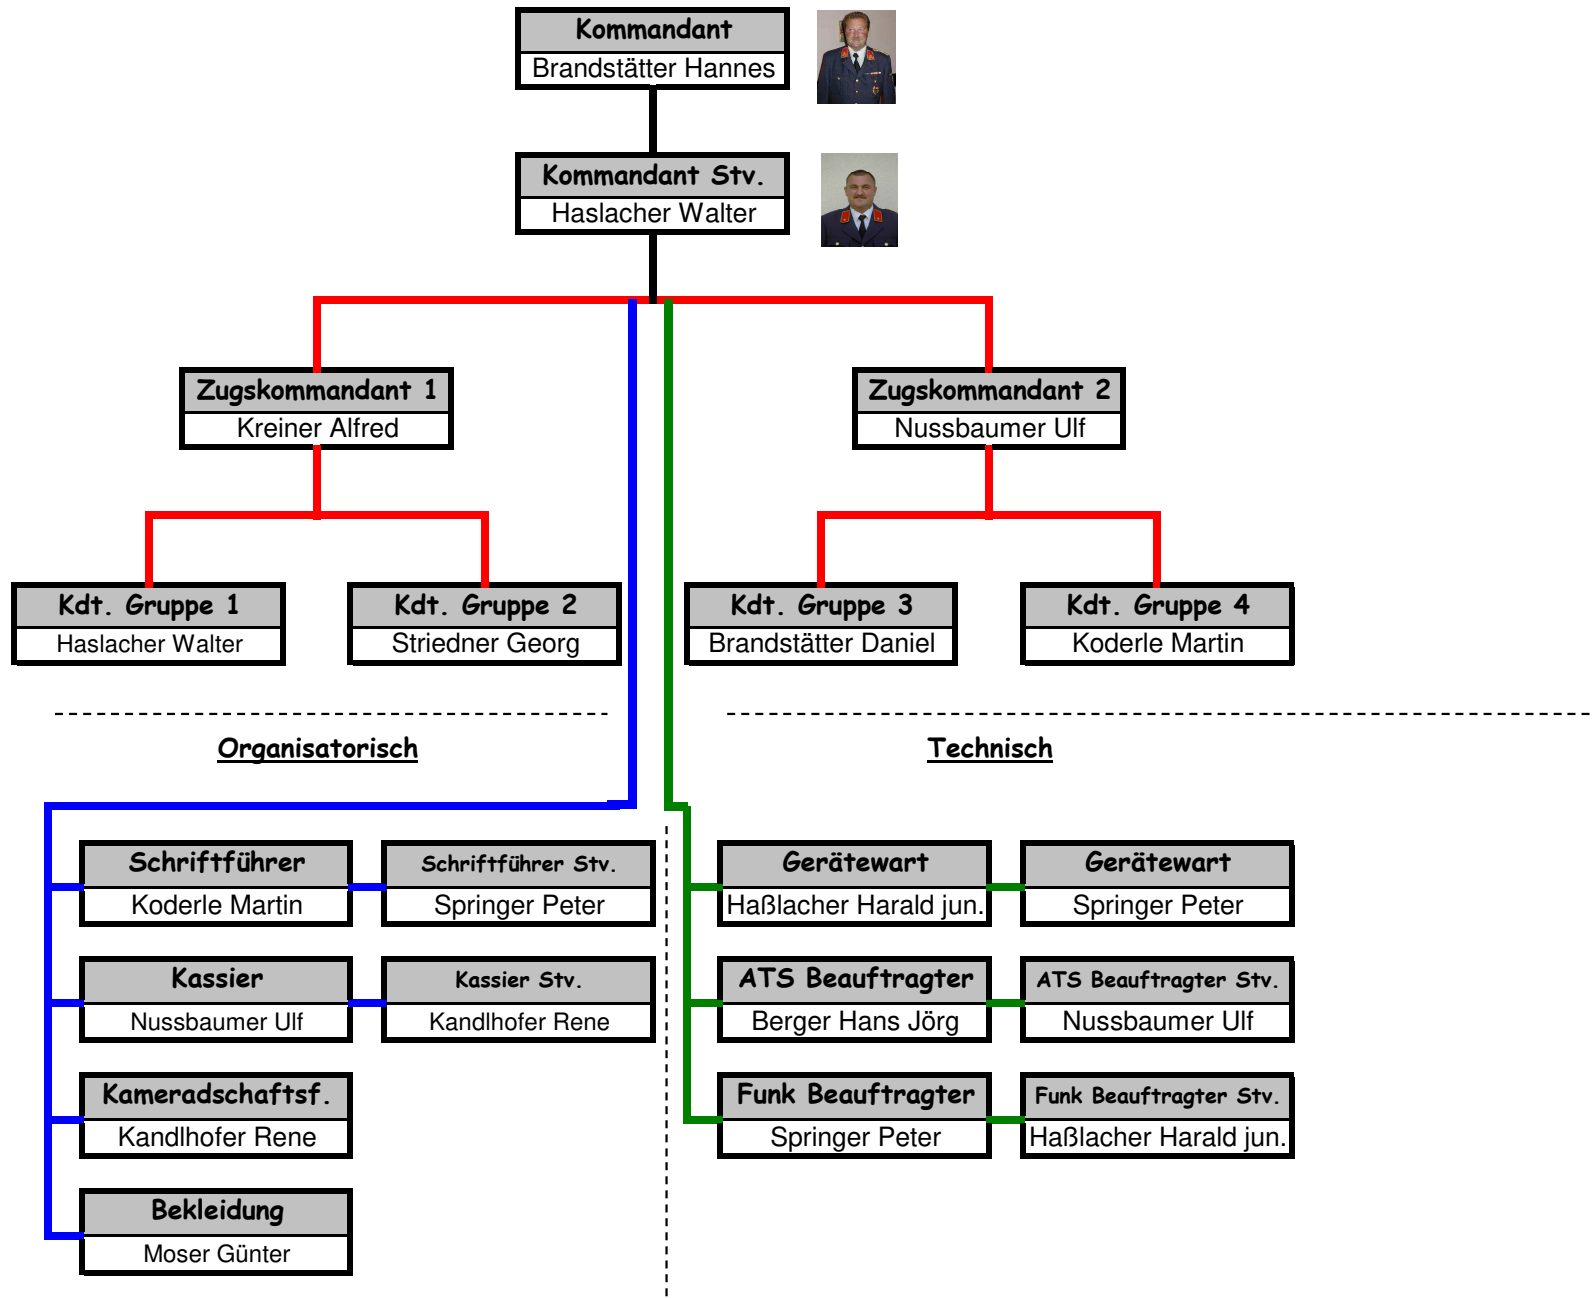 Kommandant
Brandstätter Hannes
Kommandant Stv.
Haslacher Walter
Zugskommandant 1
Kreiner Alfred
Zugskommandant 2
Nussbaumer Ulf
Kdt. Gruppe 1
Haslacher Walter
Kdt. Gruppe 2
Striedner Georg
Kdt. Gruppe 3
Brandstätter Daniel
Kdt. Gruppe 4
Koderle Martin
Organisatorisch
Schriftführer
Koderle Martin
Schriftführer Stv.
Springer Peter
Kassier
Nussbaumer Ulf
Kassier Stv.
Kandlhofer Rene
Kameradschaftsf.
Kandlhofer Rene
Bekleidung
Moser Günter
Technisch
Gerätewart
Haßlacher Harald jun.
Gerätewart
Springer Peter
ATS Beauftragter
Berger Hans Jörg
ATS Beauftragter Stv.
Nussbaumer Ulf
Funk Beauftragter
Springer Peter
Funk Beauftragter Stv.
Haßlacher Harald jun.